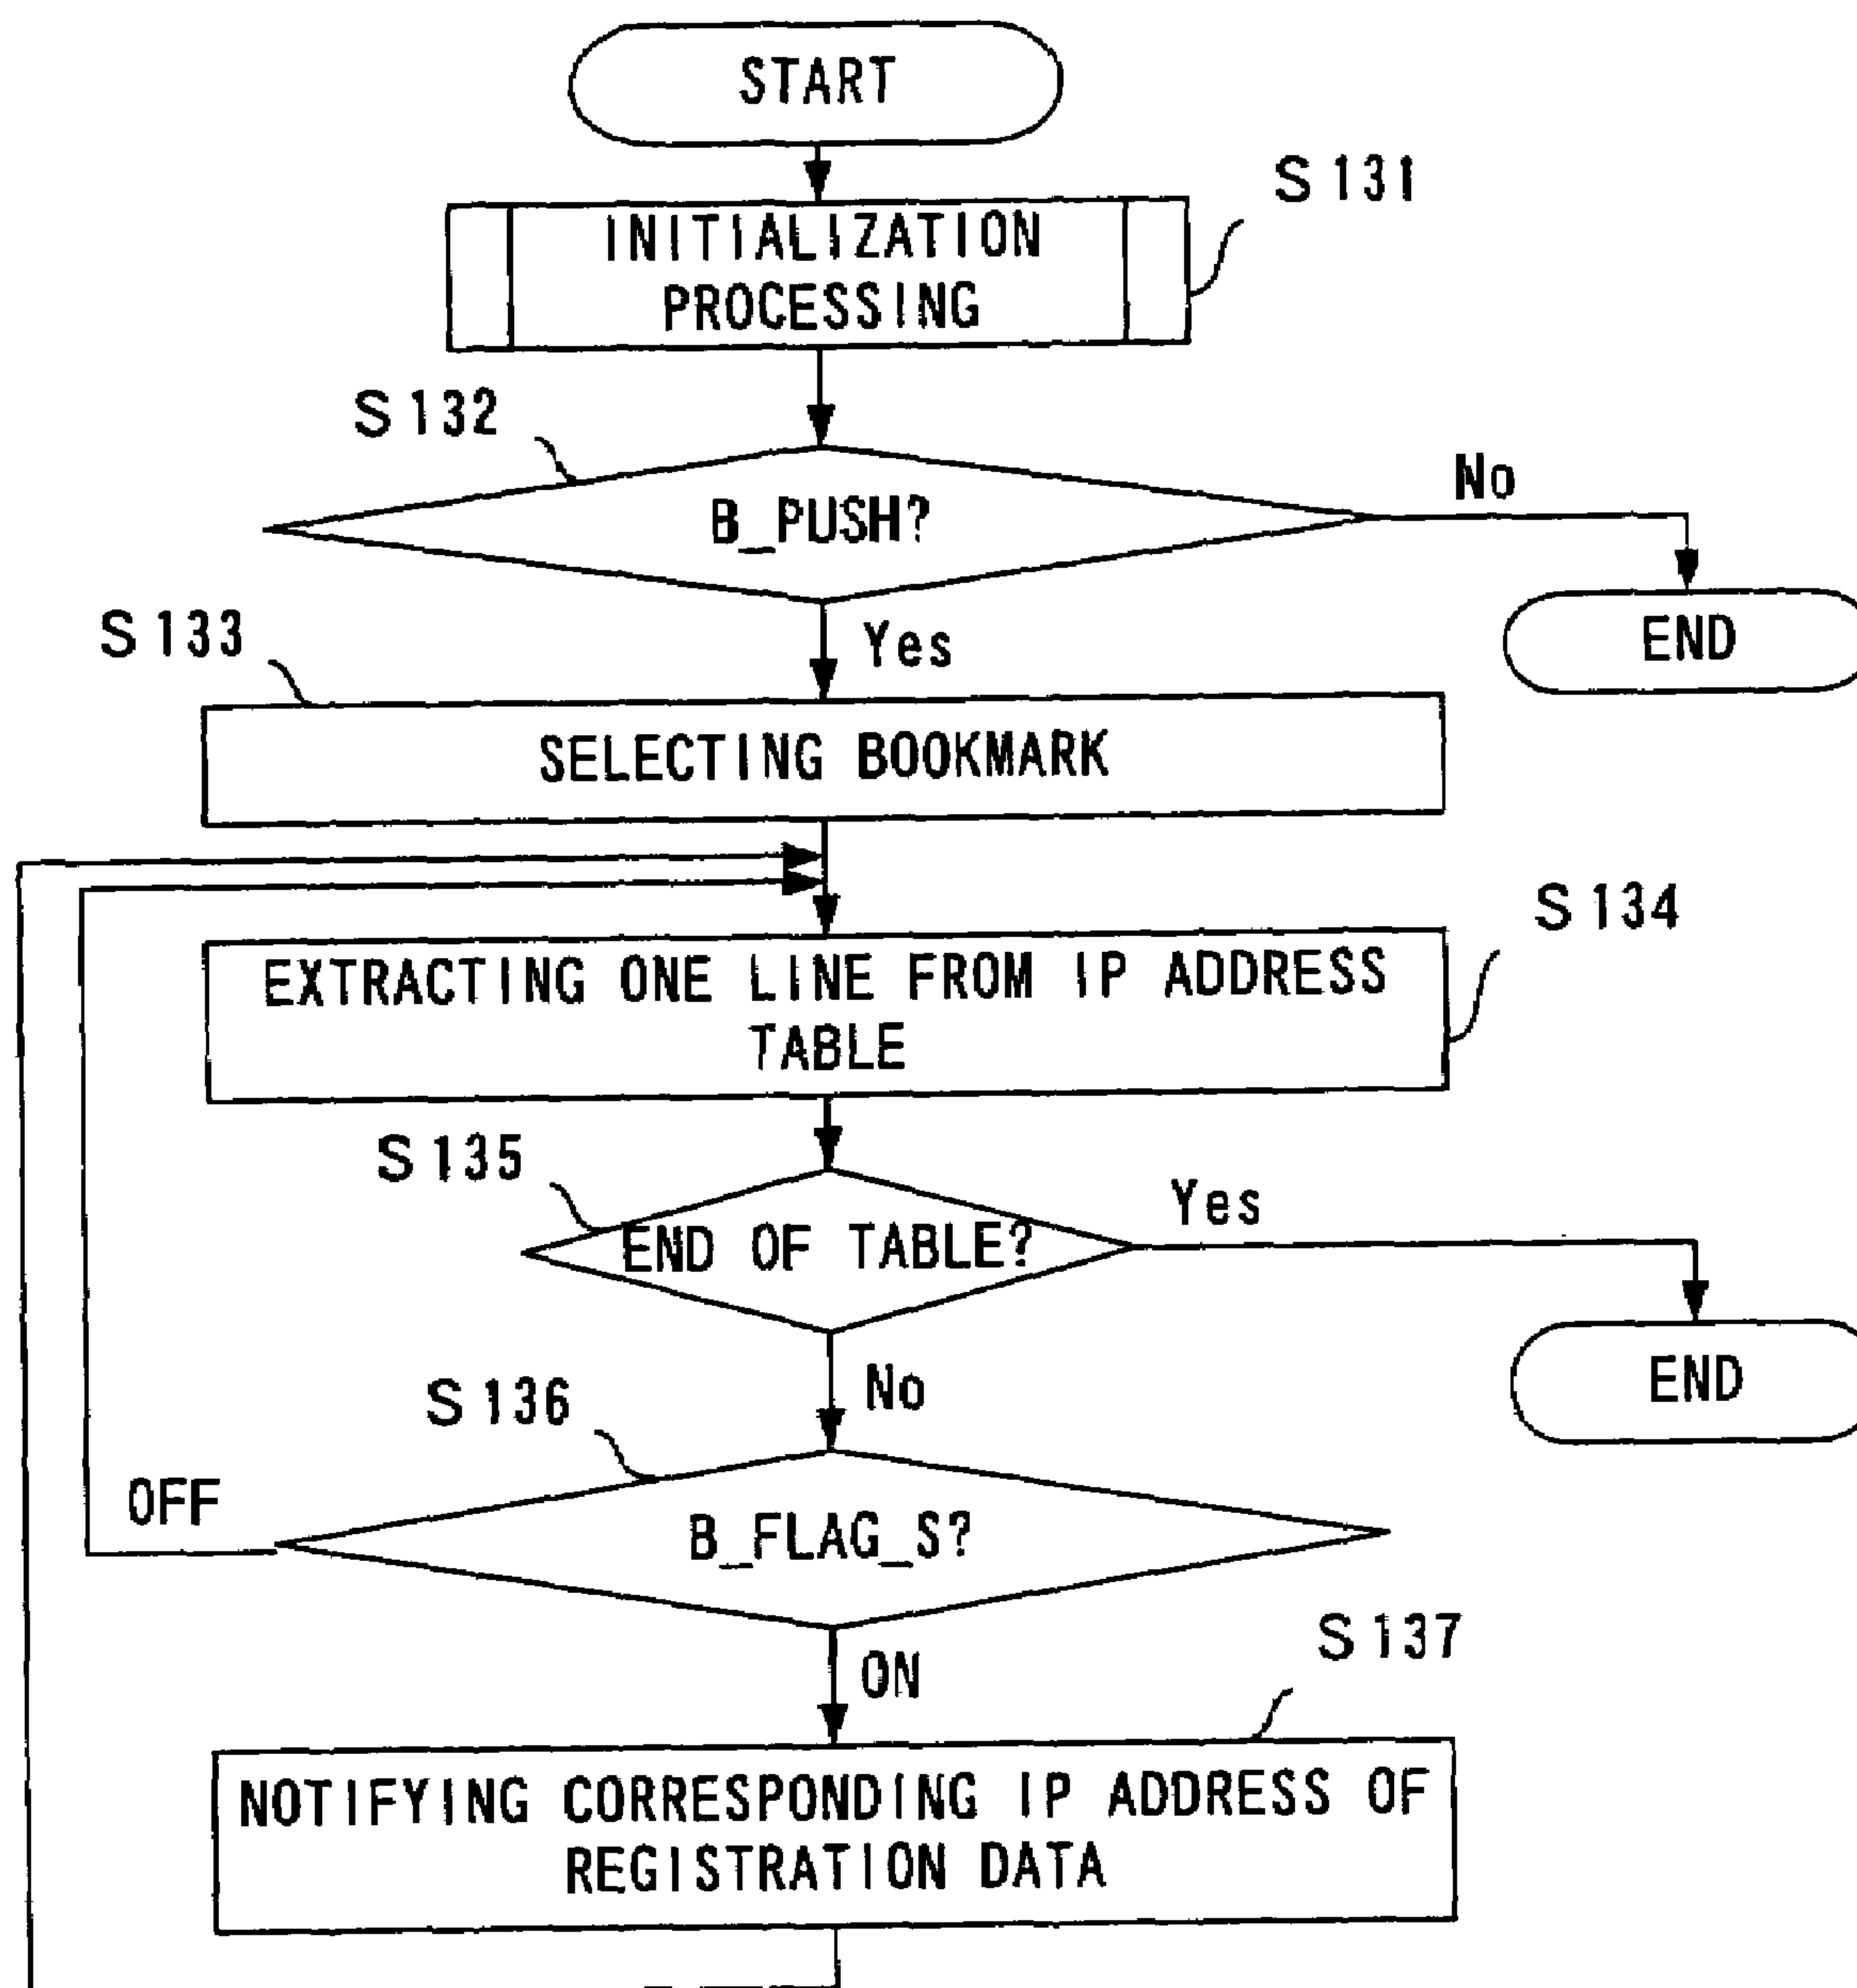 START
S131
INITIALIZATION
PROCESSING
S132
B_PUSH?
No
END
S133
Yes
SELECTING BOOKMARK
S134
EXTRACTING ONE LINE FROM IP ADDRESS
TABLE
S135
END OF TABLE?
Yes
END
No
S136
OFF
B_FLAG_S?
ON
S137
NOTIFYING CORRESPONDING IP ADDRESS OF
REGISTRATION DATA